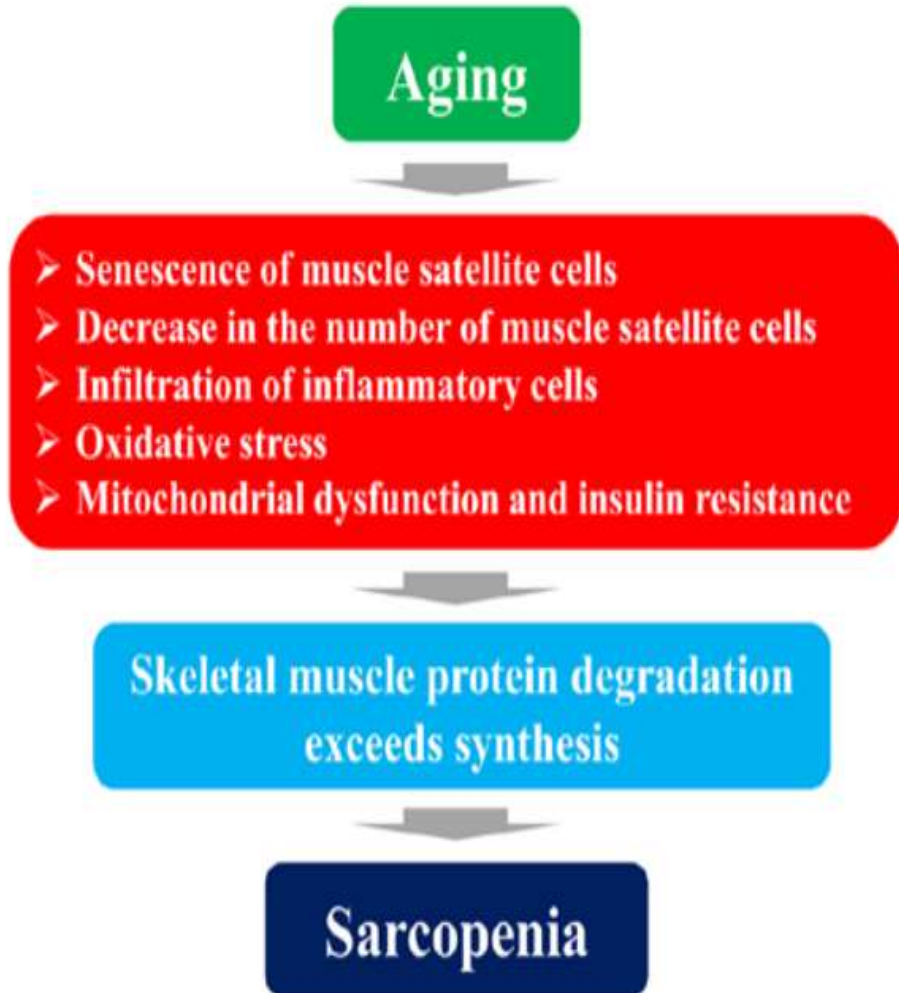 Aging
➢ Senescence of muscle satellite cells
➢ Decrease in the number of muscle satellite cells
➢ Infiltration of inflammatory cells
➢ Oxidative stress
➢ Mitochondrial dysfunction and insulin resistance
Skeletal muscle protein degradation
exceeds synthesis
Sarcopenia